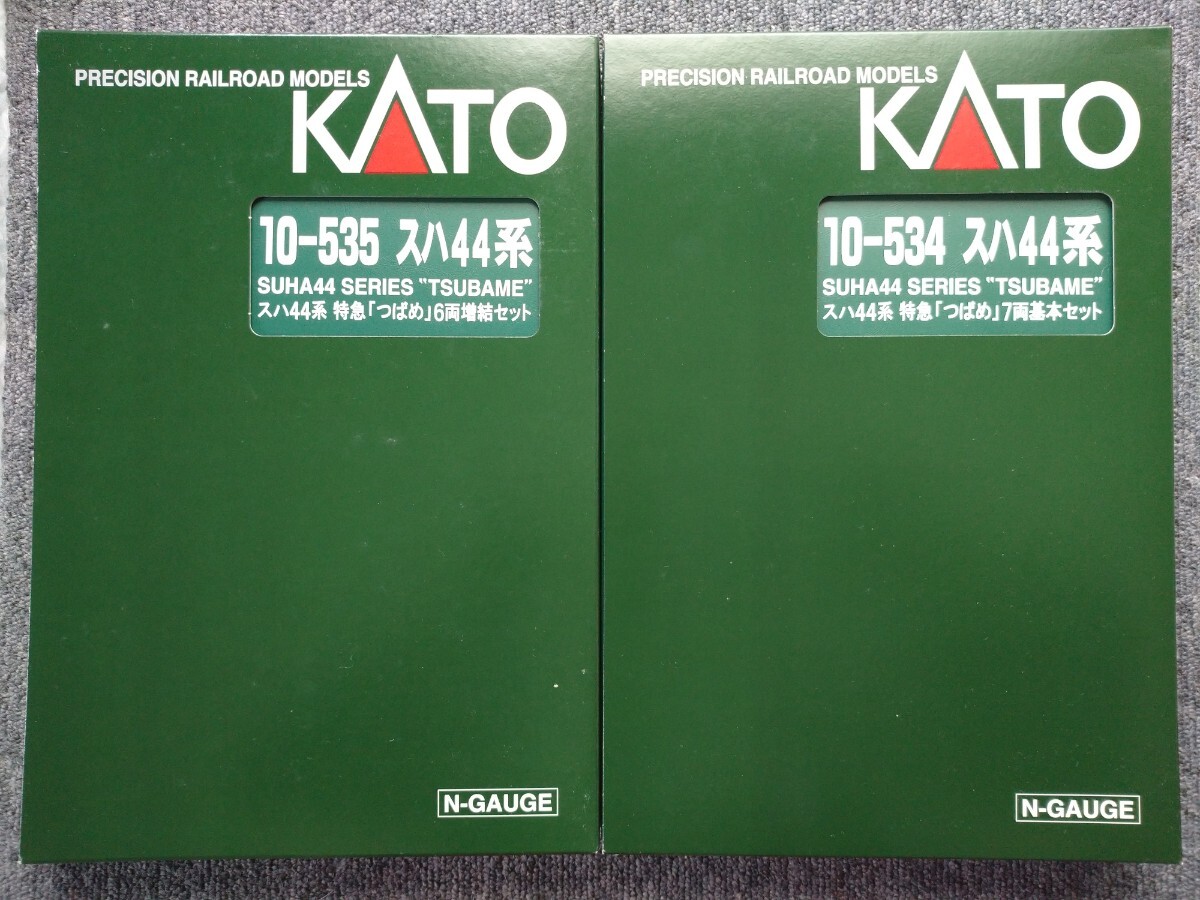 PRECISION RAILROAD MODELS
KATO
10-535 スハ44系
SUHA44 SERIES "TSUBAME"
スハ44系 特急「つばめ」6両増結セット
N-GAUGE
PRECISION RAILROAD MODELS
KATO
10-534 スハ44系
SUHA44 SERIES "TSUBAME"
スハ44系 特急「つばめ」7両基本セット
N-GAUGE